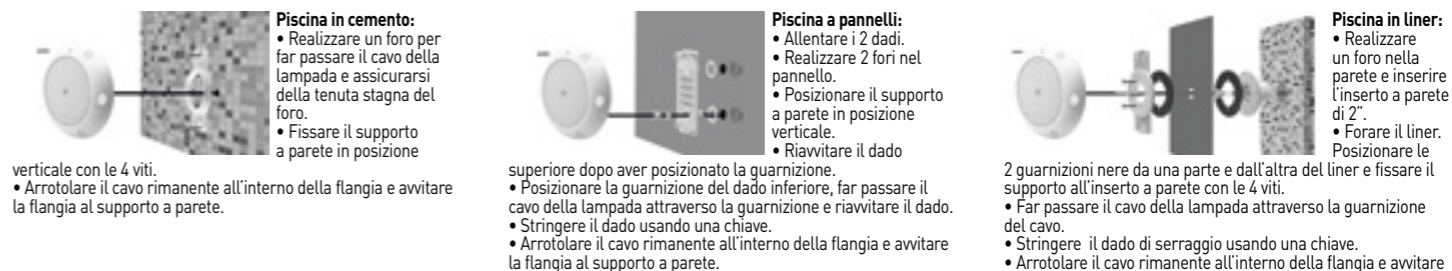 Piscina in cemento:
• Realizzare un foro per
far passare il cavo della
lampada e assicurarsi
della tenuta stagna del
foro.
• Fissare il supporto
a parete in posizione
verticale con le 4 viti.
• Arrotolare il cavo rimanente all'interno della flangia e avvitare
la flangia al supporto a parete.
Piscina a pannelli:
• Allentare i 2 dadi.
• Realizzare 2 fori nel
pannello.
• Posizionare il supporto
a parete in posizione
verticale.
• Riavvitare il dado
superiore dopo aver posizionato la guarnizione.
• Posizionare la guarnizione del dado inferiore, far passare il
cavo della lampada attraverso la guarnizione e riavvitare il dado.
• Stringere il dado usando una chiave.
• Arrotolare il cavo rimanente all'interno della flangia e avvitare
la flangia al supporto a parete.
Piscina in liner:
• Realizzare
un foro nella
parete e inserire
l'inserto a parete
di 2”.
• Forare il liner.
Posizionare le
2 guarnizioni nere da una parte e dall'altra del liner e fissare il
supporto all'inserto a parete con le 4 viti.
• Far passare il cavo della lampada attraverso la guarnizione
del cavo.
• Stringere il dado di serraggio usando una chiave.
• Arrotolare il cavo rimanente all'interno della flangia e avvitare